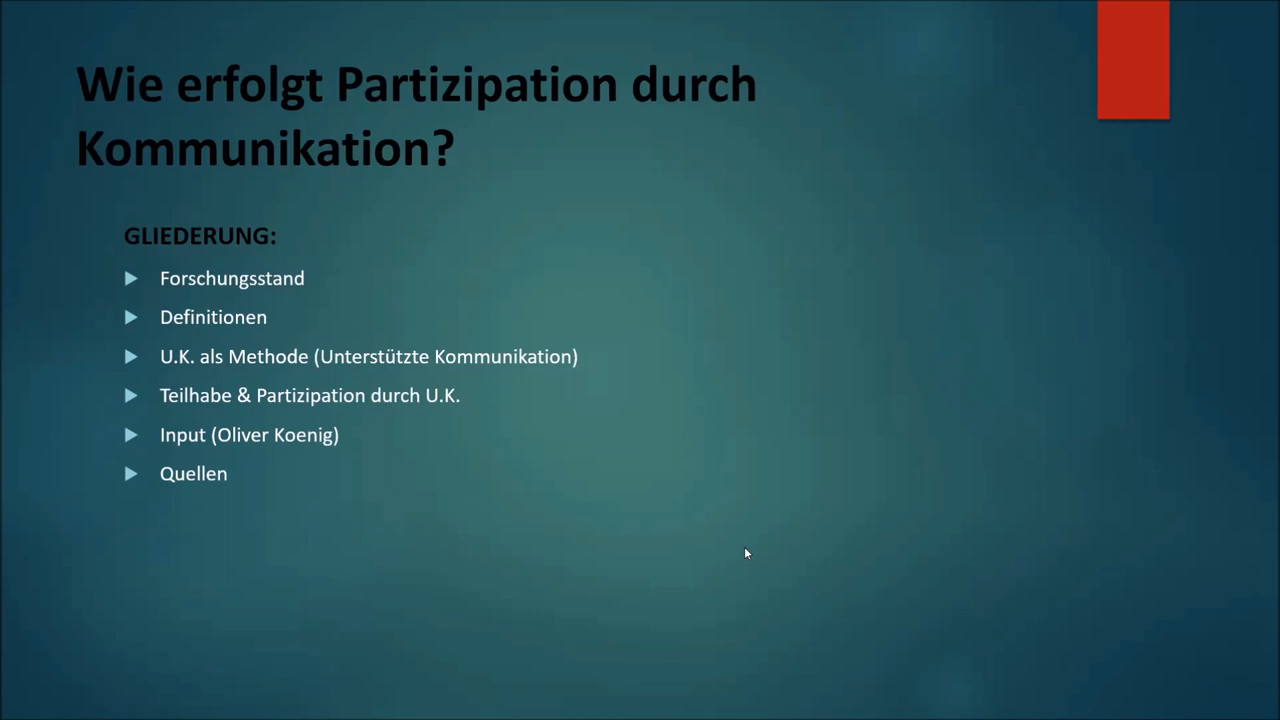 Wie erfolgt Partizipation durch
Kommunikation?
GLIEDERUNG:
Forschungsstand
Definitionen
U.K. als Methode (Unterstützte Kommunikation)
Teilhabe & Partizipation durch U.K.
Input (Oliver Koenig)
Quellen